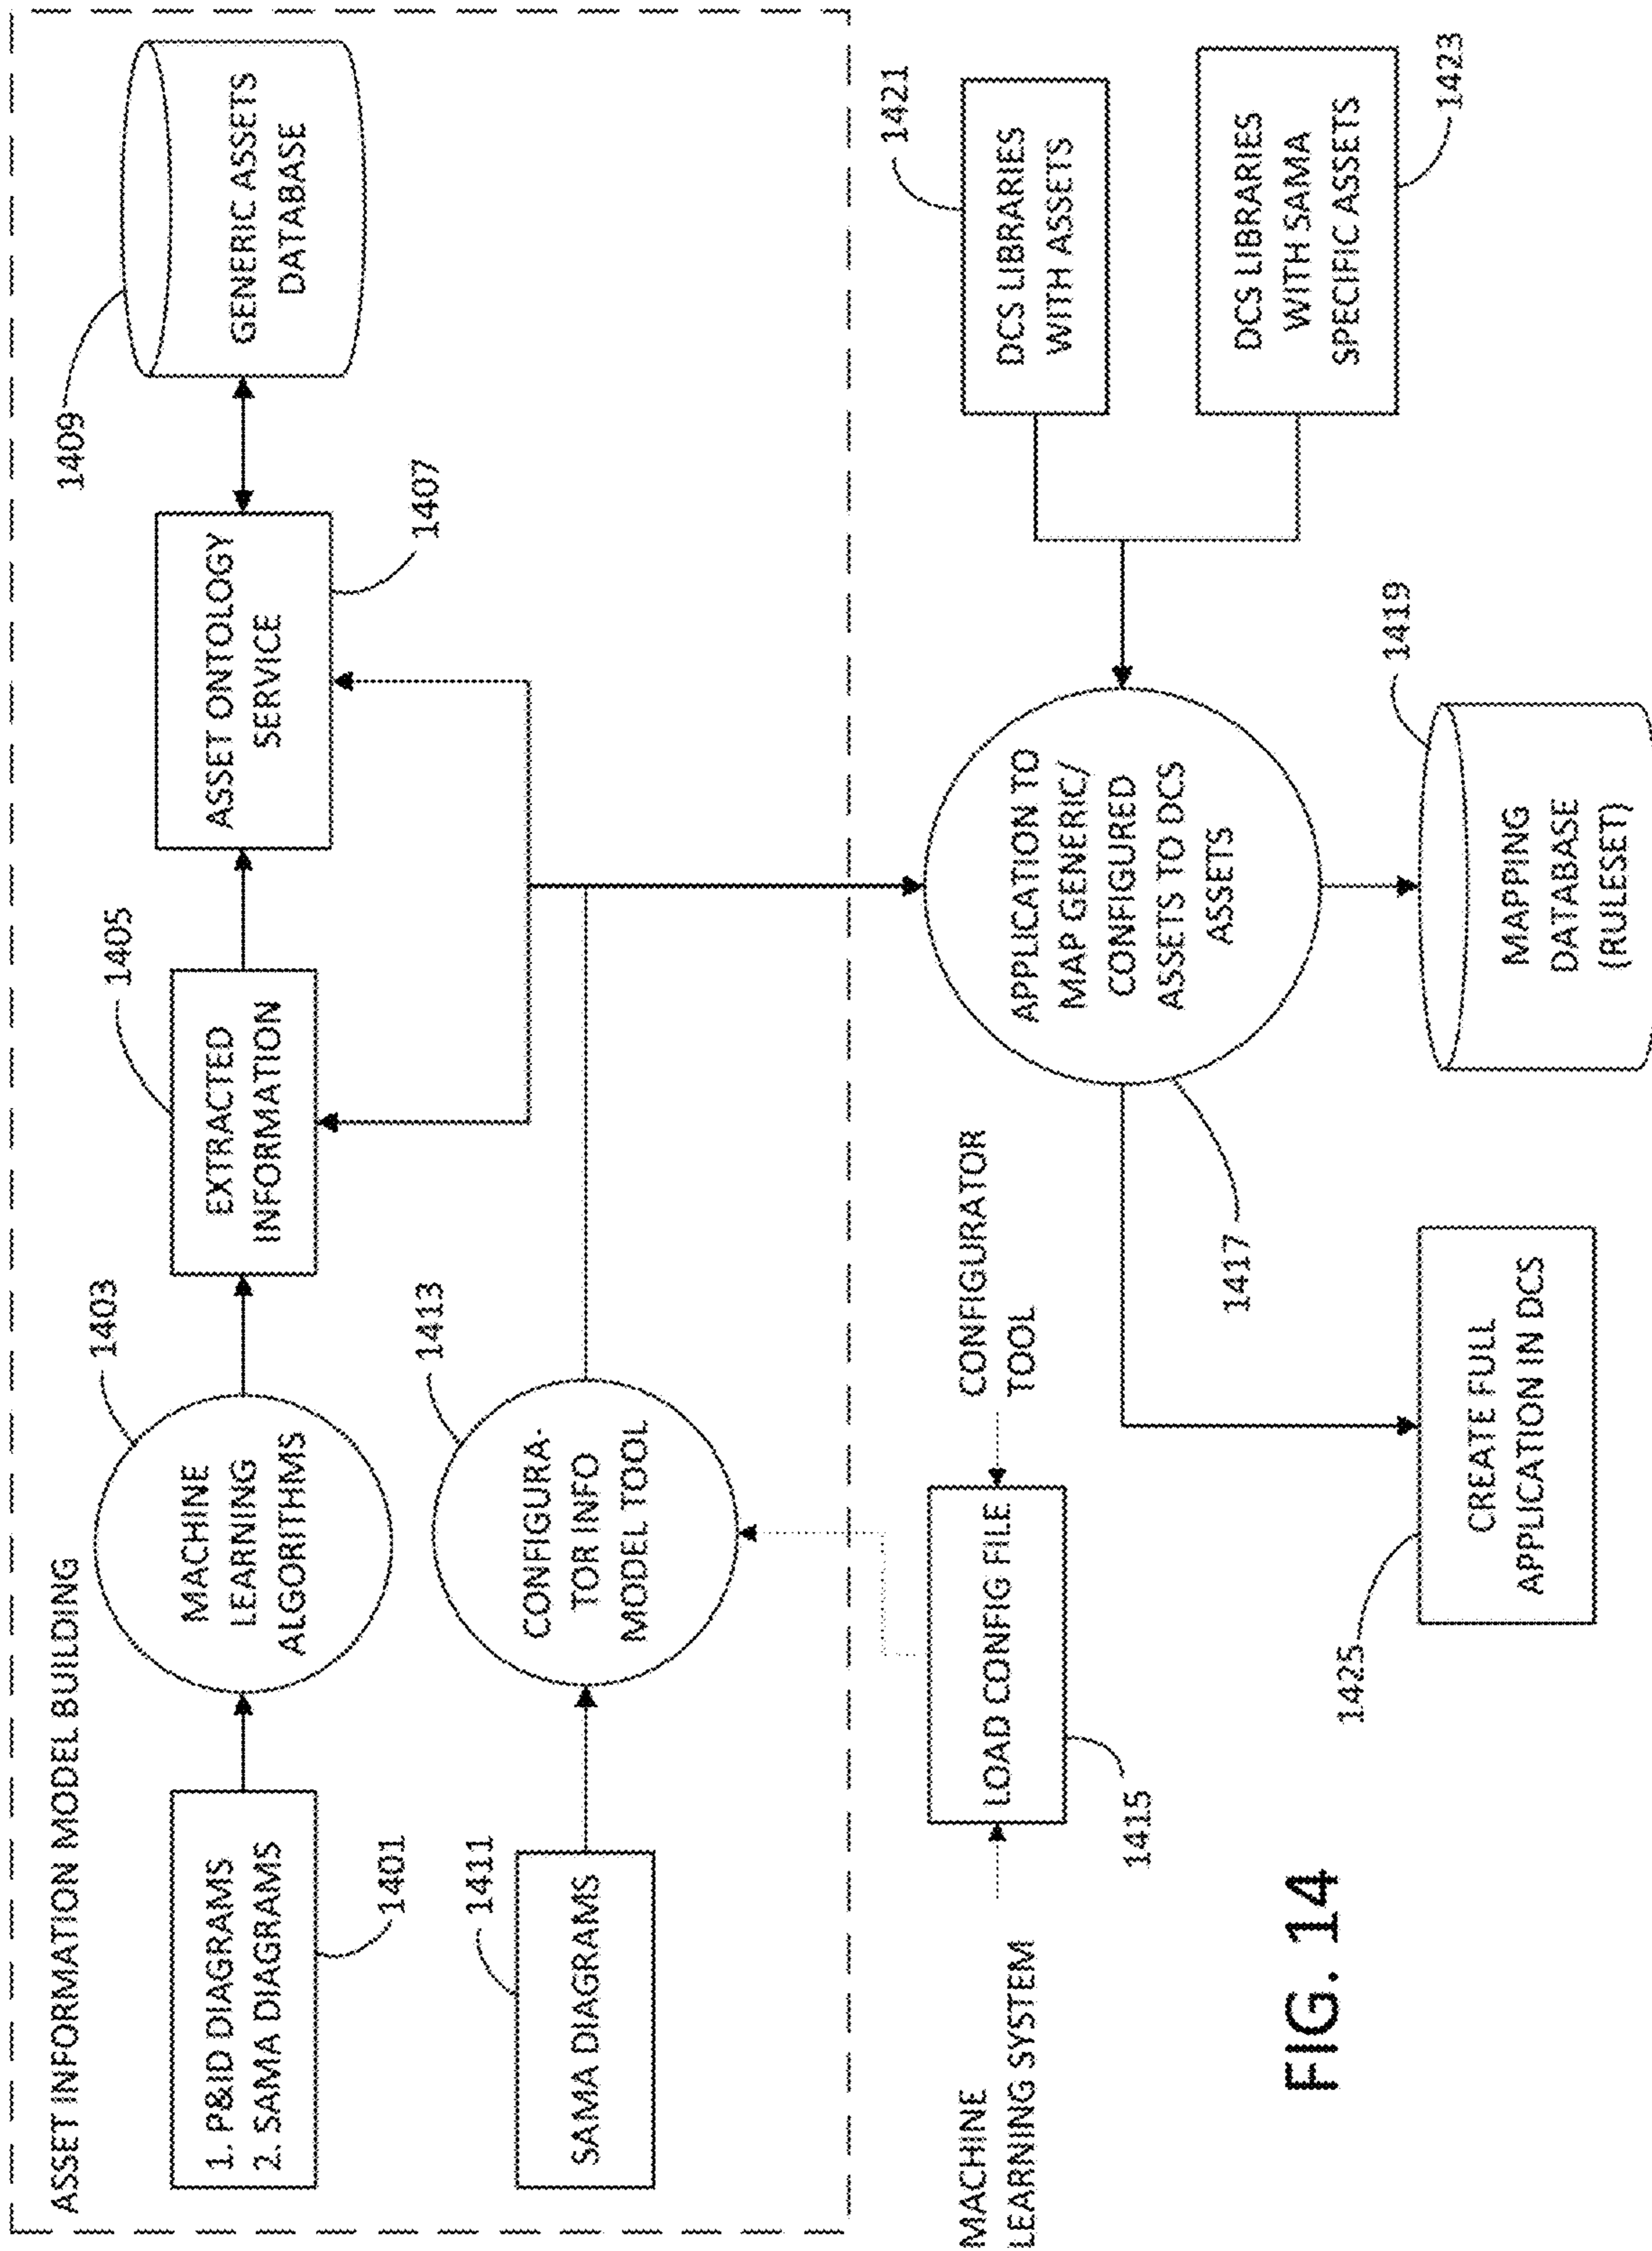 ASSET INFORMATION MODEL BUILDING
1. P&ID DIAGRAMS
2. SAMA DIAGRAMS
1401
MACHINE
LEARNING
ALGORITHMS
1403
EXTRACTED
INFORMATION
1405
ASSET ONTOLOGY
SERVICE
1407
GENERIC ASSETS
DATABASE
1409
SAMA DIAGRAMS
1411
CONFIGURA-
TOR INFO
MODEL TOOL
1413
MACHINE
LEARNING SYSTEM
LOAD CONFIG FILE
1415
CONFIGURATOR
TOOL
APPLICATION TO
MAP GENERIC/
CONFIGURED
ASSETS TO DCS
ASSETS
1417
DCS LIBRARIES
WITH ASSETS
1421
DCS LIBRARIES
WITH SAMA
SPECIFIC ASSETS
1423
CREATE FULL
APPLICATION IN DCS
1425
MAPPING
DATABASE
(RULESET)
1419
FIG. 14